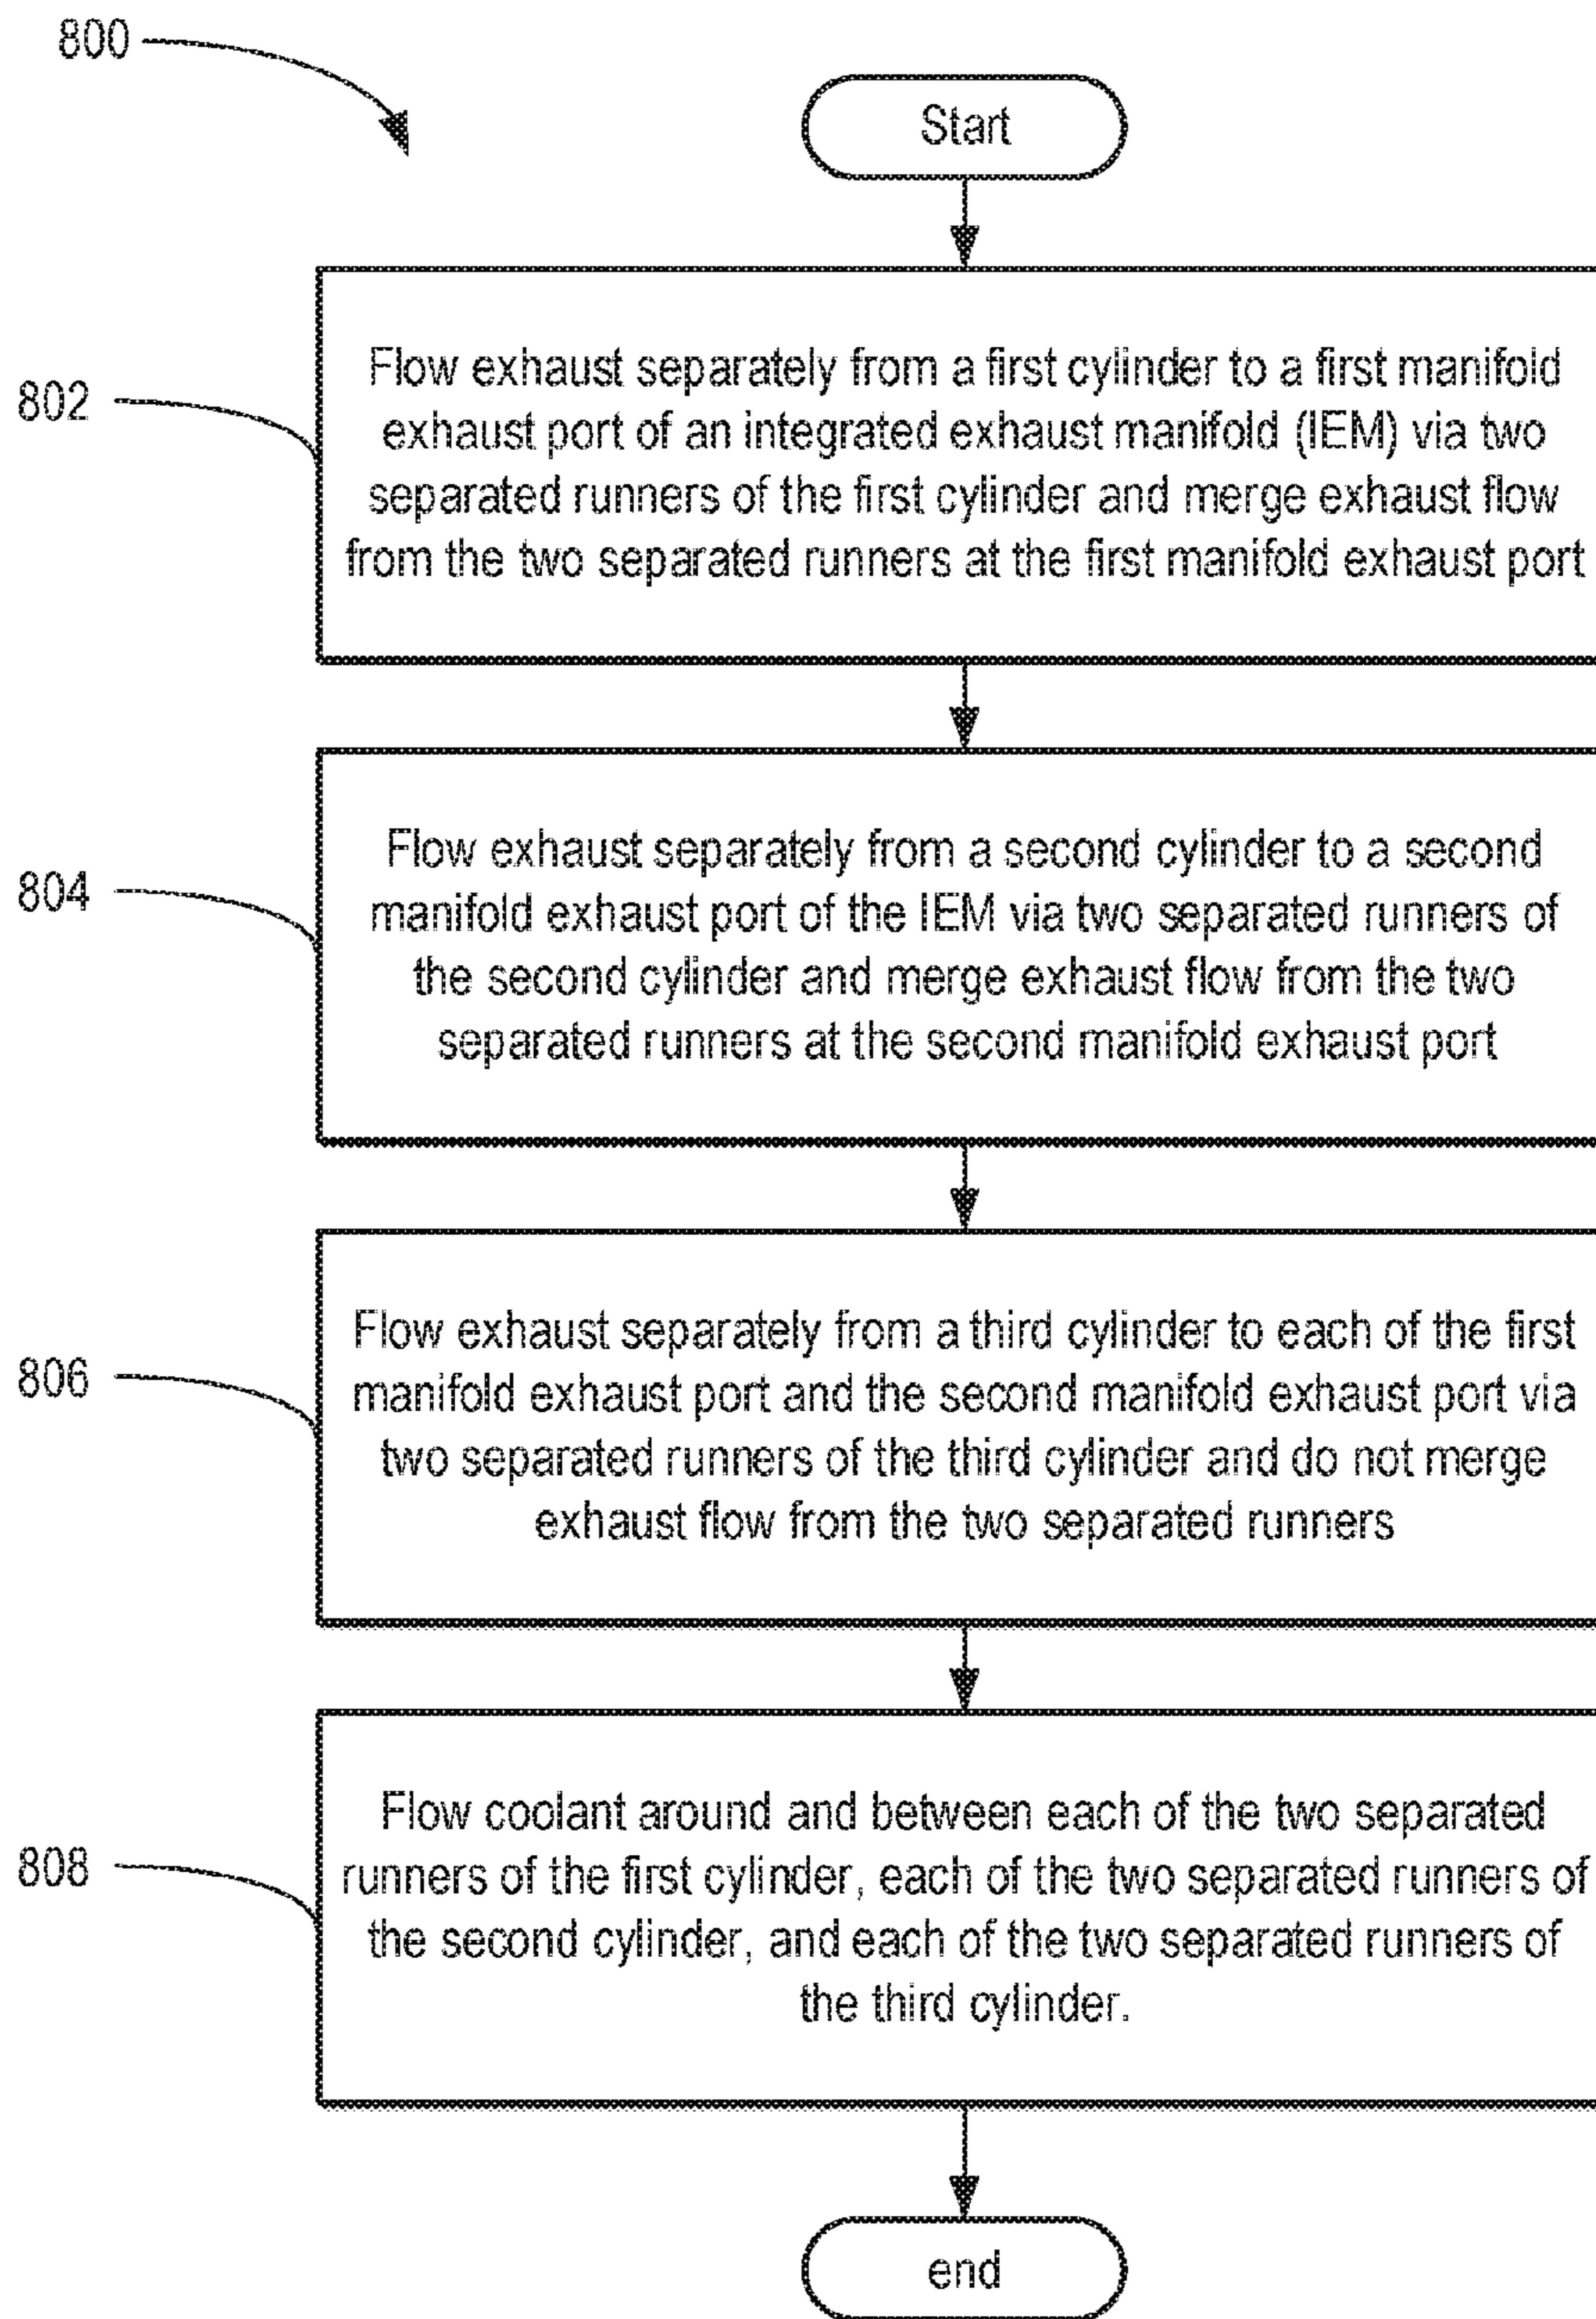 800
Start
802
Flow exhaust separately from a first cylinder to a first manifold
exhaust port of an integrated exhaust manifold (IEM) via two
separated runners of the first cylinder and merge exhaust flow
from the two separated runners at the first manifold exhaust port
804
Flow exhaust separately from a second cylinder to a second
manifold exhaust port of the IEM via two separated runners of
the second cylinder and merge exhaust flow from the two
separated runners at the second manifold exhaust port
806
Flow exhaust separately from a third cylinder to each of the first
manifold exhaust port and the second manifold exhaust port via
two separated runners of the third cylinder and do not merge
exhaust flow from the two separated runners
808
Flow coolant around and between each of the two separated
runners of the first cylinder, each of the two separated runners of
the second cylinder, and each of the two separated runners of
the third cylinder.
end